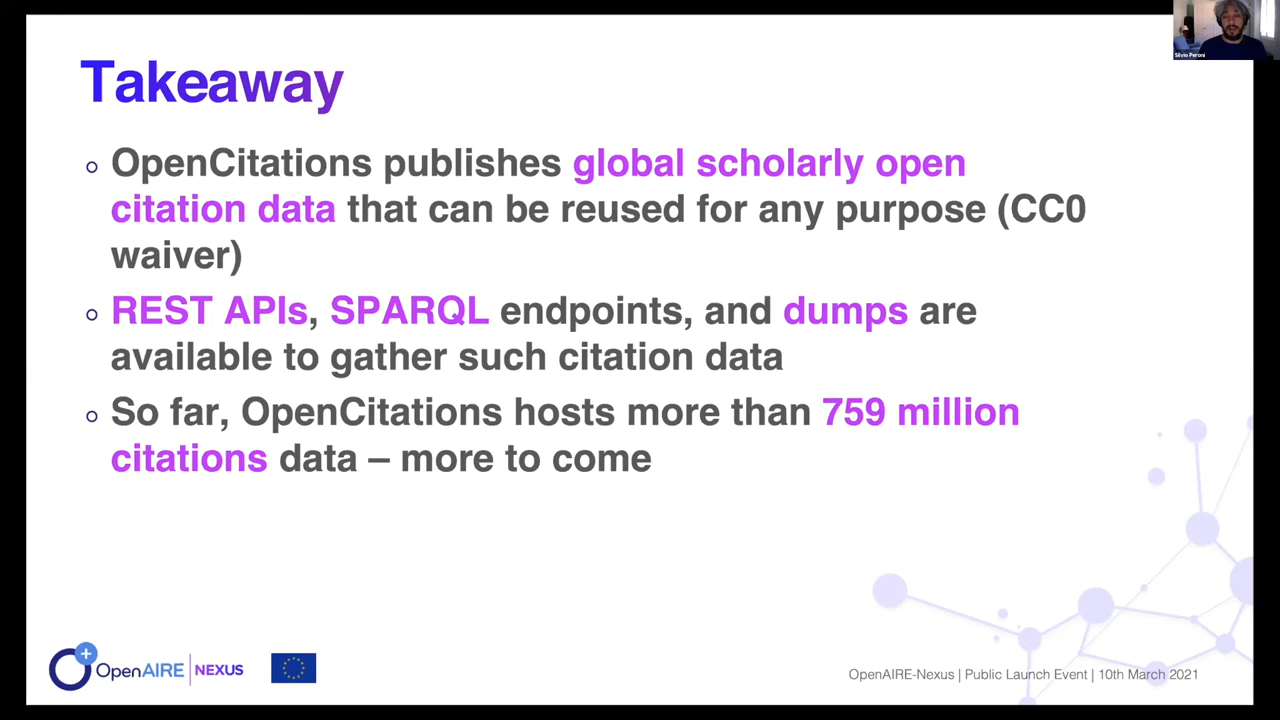 Silvio Peroni
Takeaway
OpenCitations publishes global scholarly open
citation data that can be reused for any purpose (CC0
waiver)
REST APIs, SPARQL endpoints, and dumps are
available to gather such citation data
So far, OpenCitations hosts more than 759 million
citations data – more to come
OpenAIRE | NEXUS
OpenAIRE-Nexus | Public Launch Event | 10th March 2021